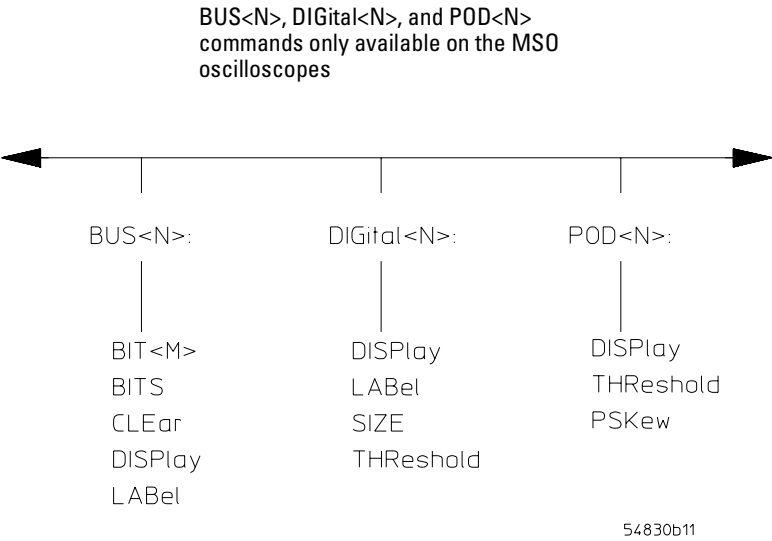 BUS<N>, DIGital<N>, and POD<N>
commands only available on the MSO
oscilloscopes
BUS<N>:
DIGital<N>:
POD<N>:
BIT<M>
BITS
CLEar
DISPlay
LABel
DISPlay
LABel
SIZE
THReshold
DISPlay
THReshold
PSKew
54830b11